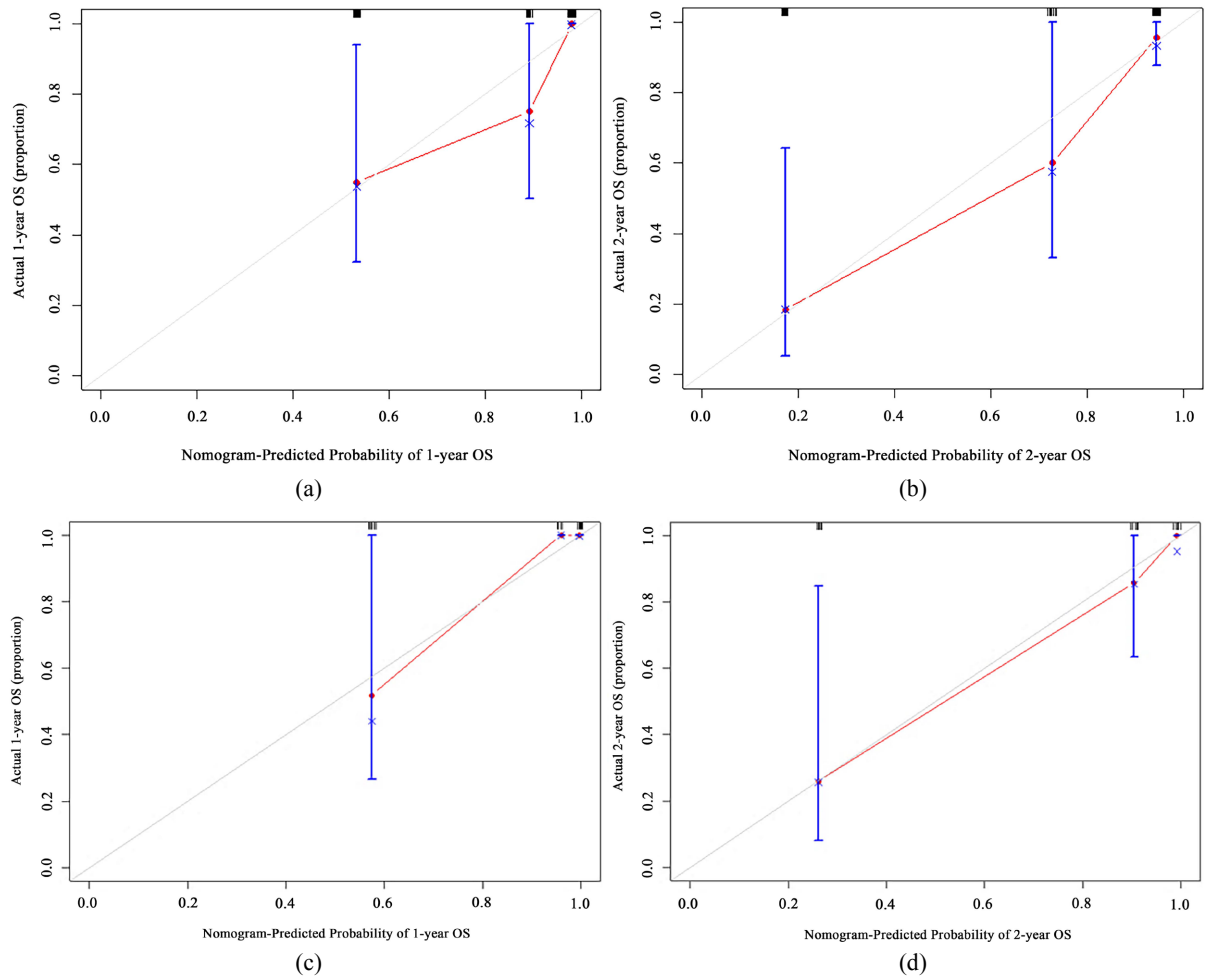 1.0
0.8
0.6
0.4
0.2
0.0
Actual 1-year OS (proportion)
0.0 0.2 0.4 0.6 0.8 1.0
Nomogram-Predicted Probability of 1-year OS
(a)
1.0
0.8
0.6
0.4
0.2
0.0
Actual 2-year OS (proportion)
0.0 0.2 0.4 0.6 0.8 1.0
Nomogram-Predicted Probability of 2-year OS
(b)
1.0
0.8
0.6
0.4
0.2
0.0
Actual 1-year OS (proportion)
0.0 0.2 0.4 0.6 0.8 1.0
Nomogram-Predicted Probability of 1-year OS
(c)
1.0
0.8
0.6
0.4
0.2
0.0
Actual 2-year OS (proportion)
0.0 0.2 0.4 0.6 0.8 1.0
Nomogram-Predicted Probability of 2-year OS
(d)